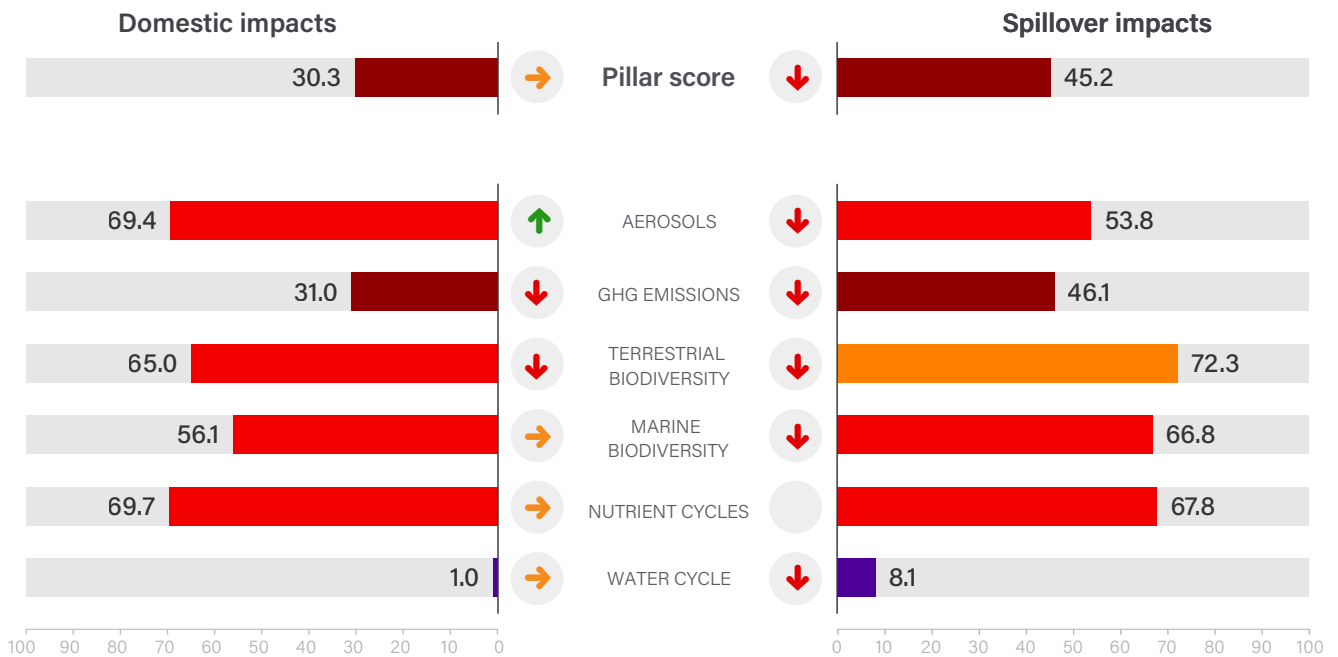 Domestic impacts
Spillover impacts
30.3
Pillar score
45.2
69.4
AEROSOLS
53.8
31.0
GHG EMISSIONS
46.1
65.0
TERRESTRIAL
BIODIVERSITY
72.3
56.1
MARINE
BIODIVERSITY
66.8
69.7
NUTRIENT CYCLES
67.8
1.0
WATER CYCLE
8.1
100 90 80 70 60 50 40 30 20 10 0
0 10 20 30 40 50 60 70 80 90 100